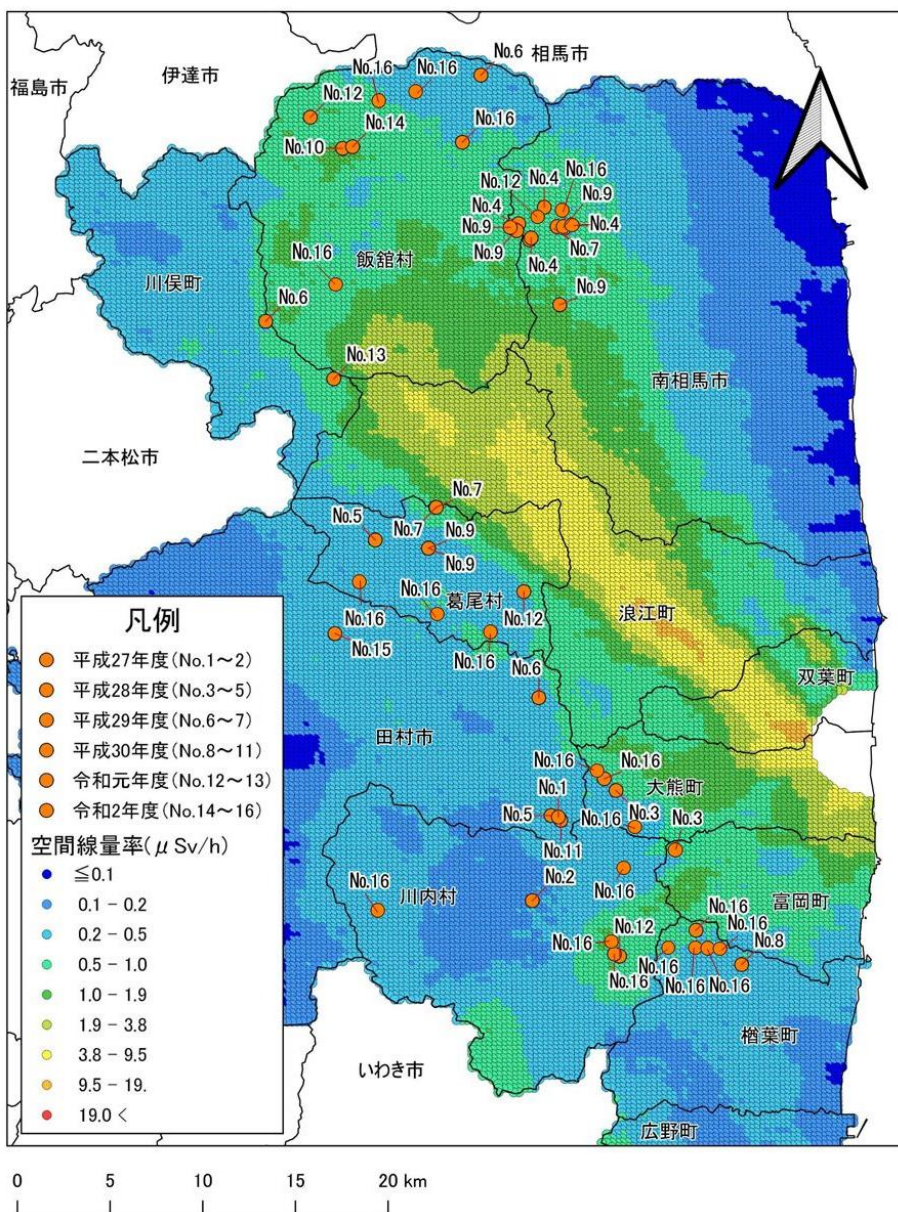 相馬市
No.6
伊達市
福島市
No.16
No.16
No.12
No.14
No.16
No.10
No.16
No.12
No.4
No.9
No.4
No.9
No.4
No.7
No.9
No.4
No.16
飯舘村
川俣町
No.9
No.6
No.13
南相馬市
二本松市
No.7
No.5
No.7
No.9
No.9
No.16
葛尾村
浪江町
No.12
No.16
No.15
No.16
No.6
双葉町
田村市
No.16
No.16
大熊町
No.1
No.5
No.16
No.3
No.3
No.11
No.16
No.2
No.16
川内村
富岡町
No.16
No.16
No.12
No.8
No.16
No.16
No.16
No.16
No.16
楢葉町
いわき市
広野町
凡例
平成27年度(No.1～2)
平成28年度(No.3～5)
平成29年度(No.6～7)
平成30年度(No.8～11)
令和元年度(No.12～13)
令和2年度(No.14～16)
空間線量率(μSv/h)
≦0.1
0.1 - 0.2
0.2 - 0.5
0.5 - 1.0
1.0 - 1.9
1.9 - 3.8
3.8 - 9.5
9.5 - 19.
19.0 <
0 5 10 15 20 km